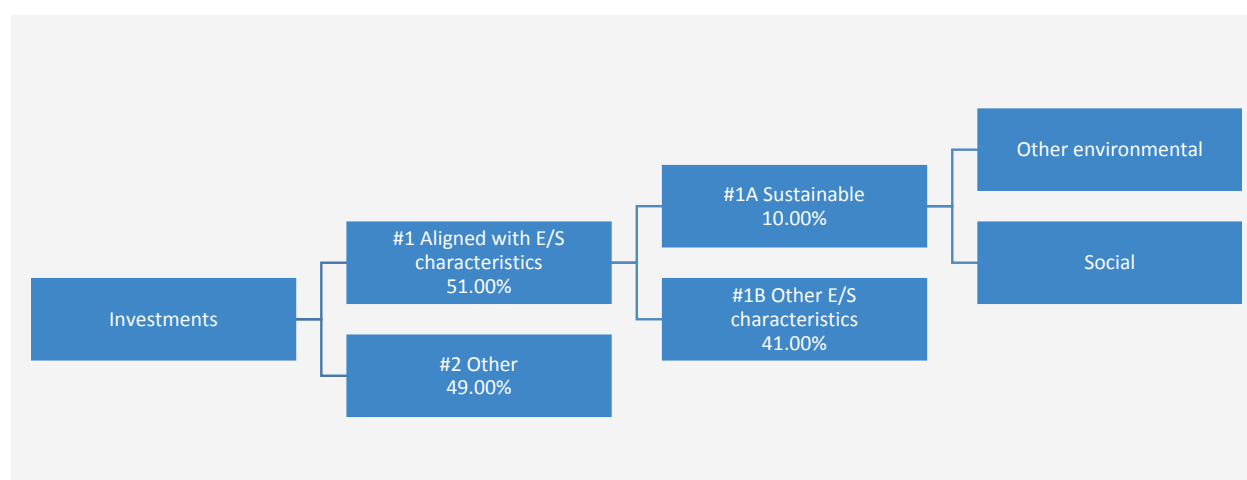 Investments
#1 Aligned with E/S
characteristics
51.00%
#2 Other
49.00%
#1A Sustainable
10.00%
#1B Other E/S
characteristics
41.00%
Other environmental
Social